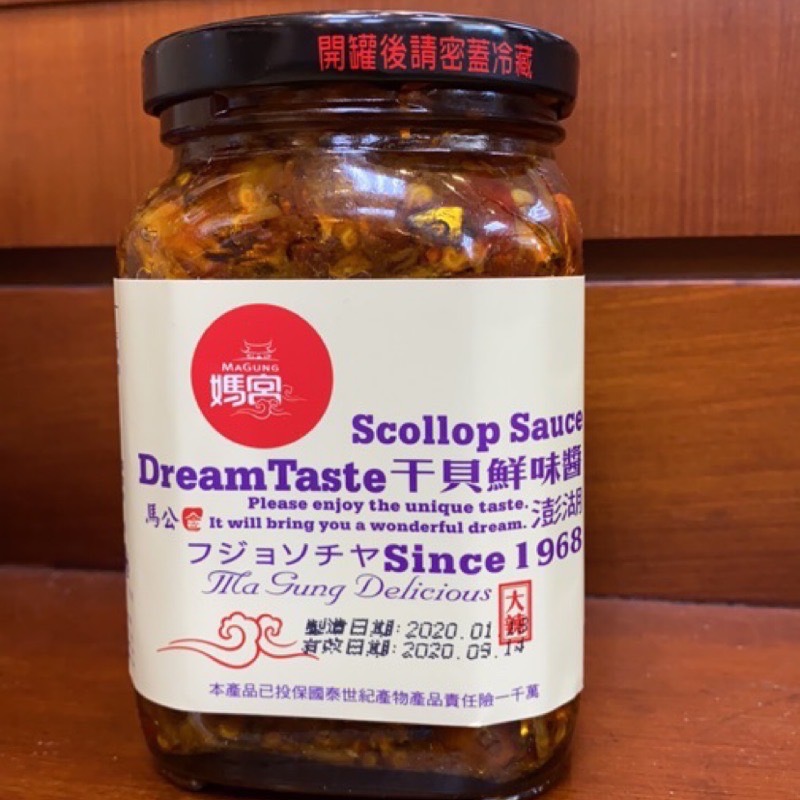 開罐後請密蓋冷藏
MAGUNG
媽宮
Scollop Sauce
DreamTaste干貝鮮味醬
Please enjoy the unique taste.
馬公 It will bring you a wonderful dream. 澎湖
フジョソチヤSince 1968
Ma Gung Delicious
大辣
製造日期:2020.01.15
有效日期:2020.09.14
本產品已投保國泰世紀產物產品責任險一千萬